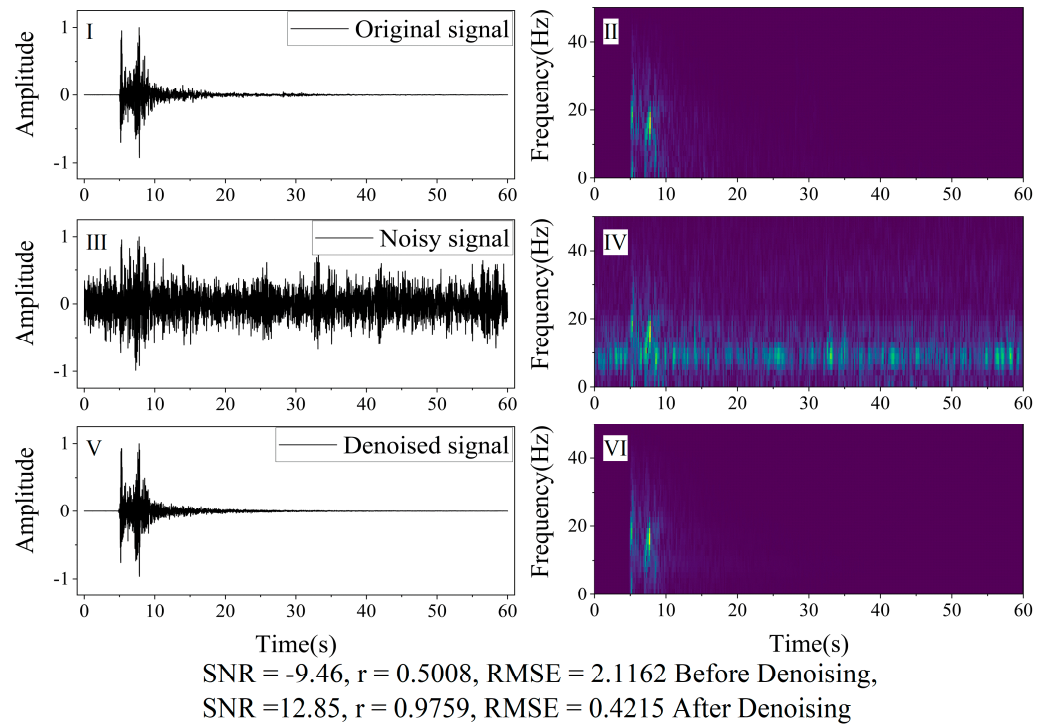 I
Original signal
Amplitude
1
0
-1
0 10 20 30 40 50 60
II
Frequency(Hz)
40
20
0
0 10 20 30 40 50 60
III
Noisy signal
Amplitude
1
0
-1
0 10 20 30 40 50 60
IV
Frequency(Hz)
40
20
0
0 10 20 30 40 50 60
V
Denoised signal
Amplitude
1
0
-1
0 10 20 30 40 50 60
Time(s)
VI
Frequency(Hz)
40
20
0
0 10 20 30 40 50 60
Time(s)
SNR = -9.46, r = 0.5008, RMSE = 2.1162 Before Denoising,
SNR =12.85, r = 0.9759, RMSE = 0.4215 After Denoising